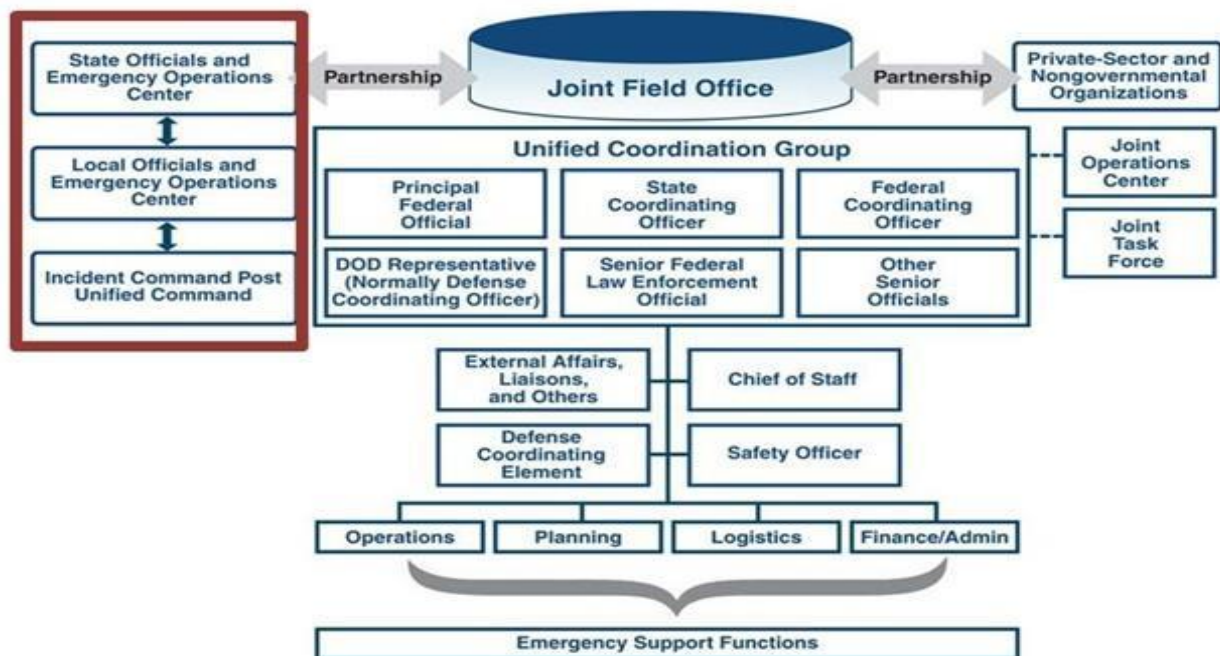 State Officials and
Emergency Operations
Center
Partnership
Joint Field Office
Partnership
Private-Sector and
Nongovernmental
Organizations
Local Officials and
Emergency Operations
Center
Incident Command Post
Unified Command
Unified Coordination Group
Principal
Federal
Official
State
Coordinating
Officer
Federal
Coordinating
Officer
DOD Representative
(Normally Defense
Coordinating Officer)
Senior Federal
Law Enforcement
Official
Other
Senior
Officials
Joint
Operations
Center
Joint
Task
Force
External Affairs,
Liaisons,
and Others
Chief of Staff
Defense
Coordinating
Element
Safety Officer
Operations
Planning
Logistics
Finance/Admin
Emergency Support Functions